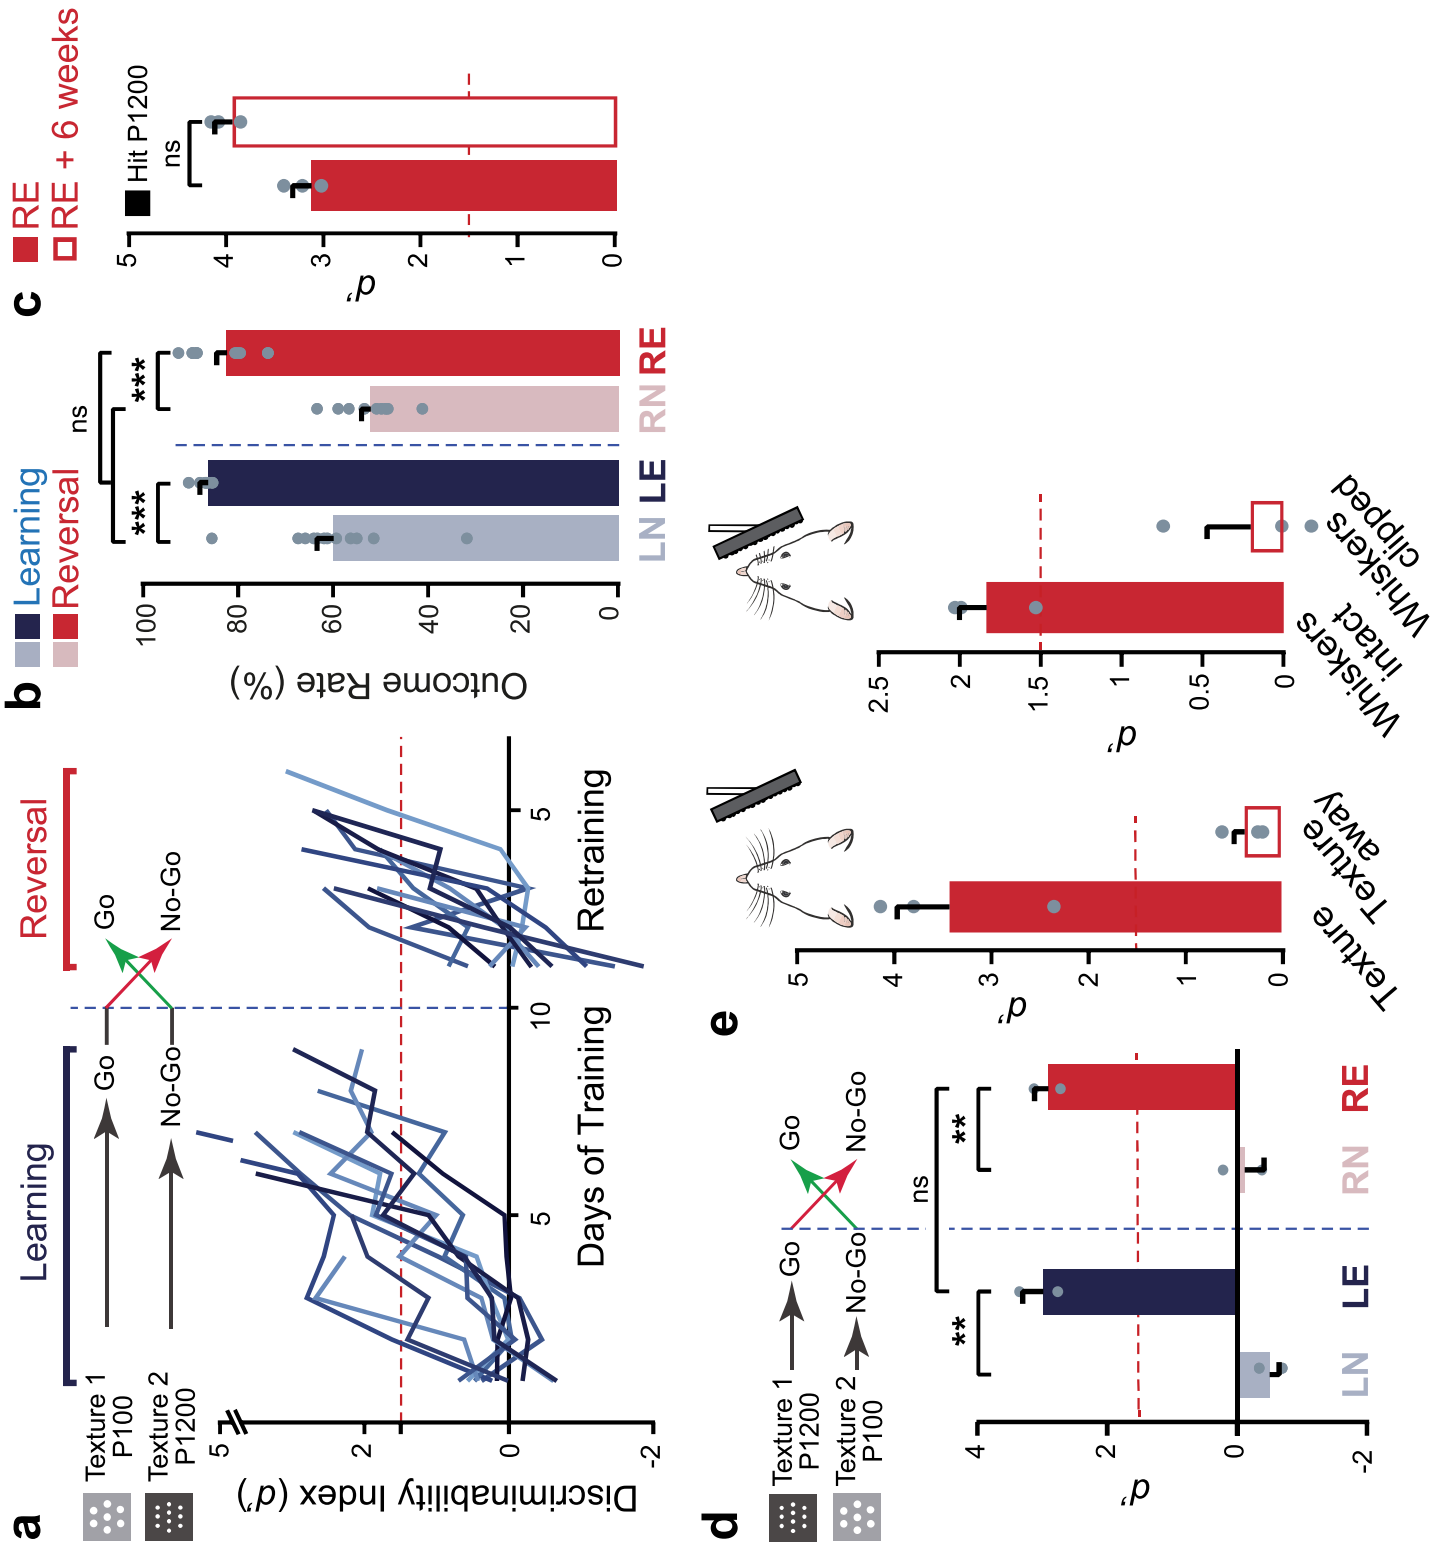 a
Learning
Reversal
Texture 1
P100
Go
Go
Texture 2
P1200
No-Go
No-Go
Discriminability Index (d’)
5
2
0
-2
5
10
5
Days of Training
Retraining
b
Learning
Reversal
Outcome Rate (%)
100
80
60
40
20
0
***
***
ns
LN
LE
RN
RE
c
RE
RE + 6 weeks
Hit P1200
ns
d’
5
4
3
2
1
0
d
Texture 1
P1200
Go
Go
Texture 2
P100
No-Go
No-Go
d’
4
2
0
-2
**
**
ns
LN
LE
RN
RE
e
d’
5
4
3
2
1
0
Texture
Texture
away
d’
2.5
2
1.5
1
0.5
0
Whiskers
intact
Whiskers
clipped